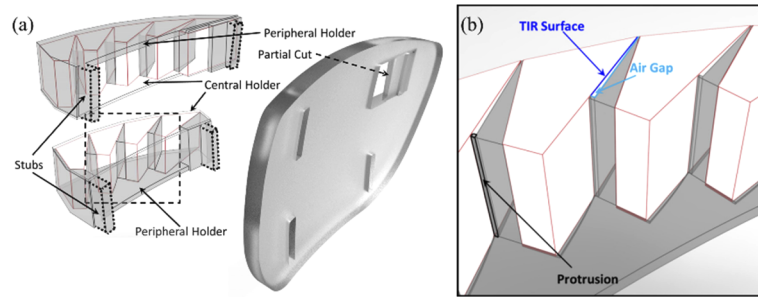 (a)
Peripheral Holder
Partial Cut
Central Holder
Stubs
Peripheral Holder
(b)
TIR Surface
Air Gap
Protrusion